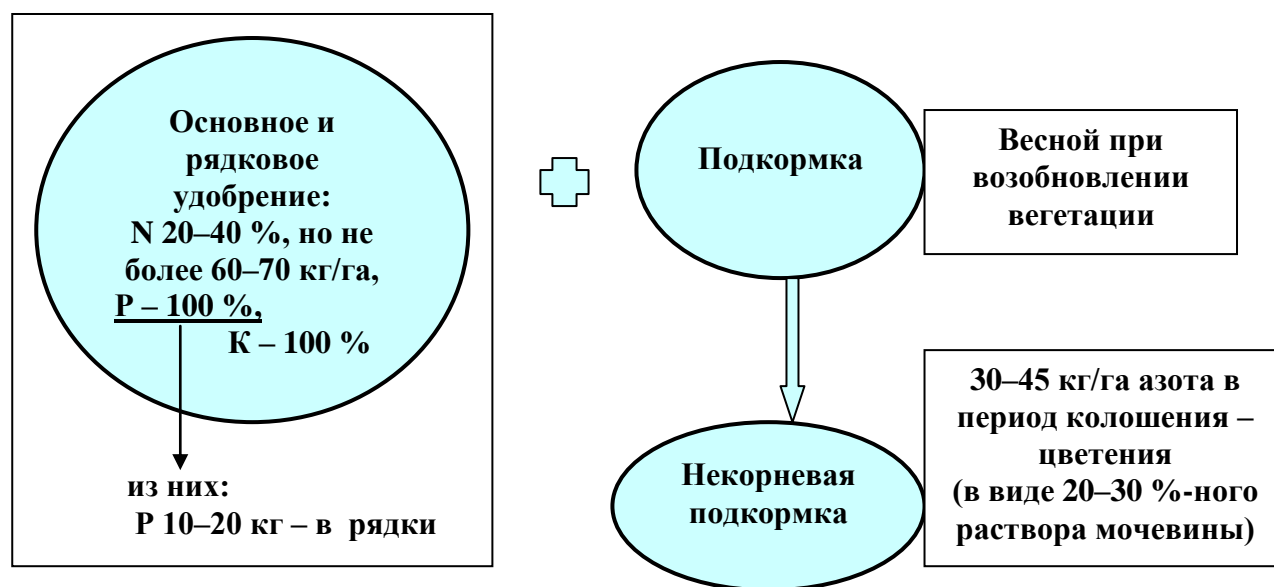 Основное и
рядковое
удобрение:
N 20–40 %, но не
более 60–70 кг/га,
Р – 100 %,
К – 100 %
из них:
Р 10–20 кг – в рядки
Подкормка
Весной при
возобновлении
вегетации
Некорневая
подкормка
30–45 кг/га азота в
период колошения –
цветения
(в виде 20–30 %-ного
раствора мочевины)